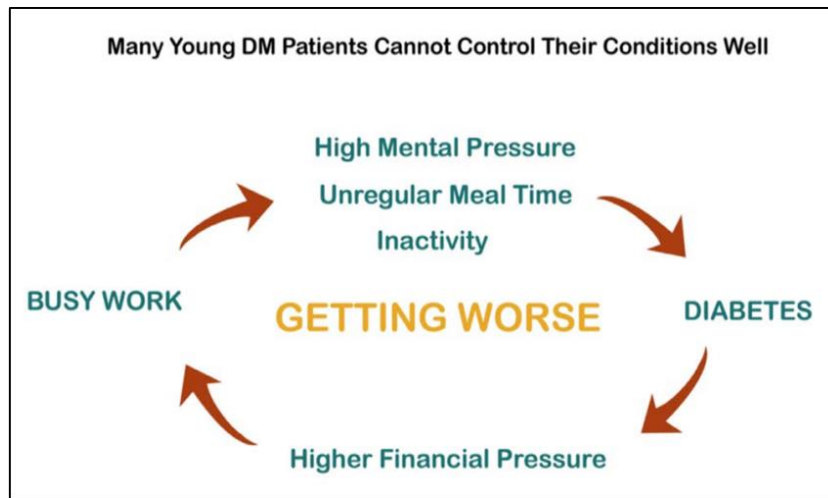 Many Young DM Patients Cannot Control Their Conditions Well
High Mental Pressure
Unregular Meal Time
Inactivity
BUSY WORK
GETTING WORSE
DIABETES
Higher Financial Pressure